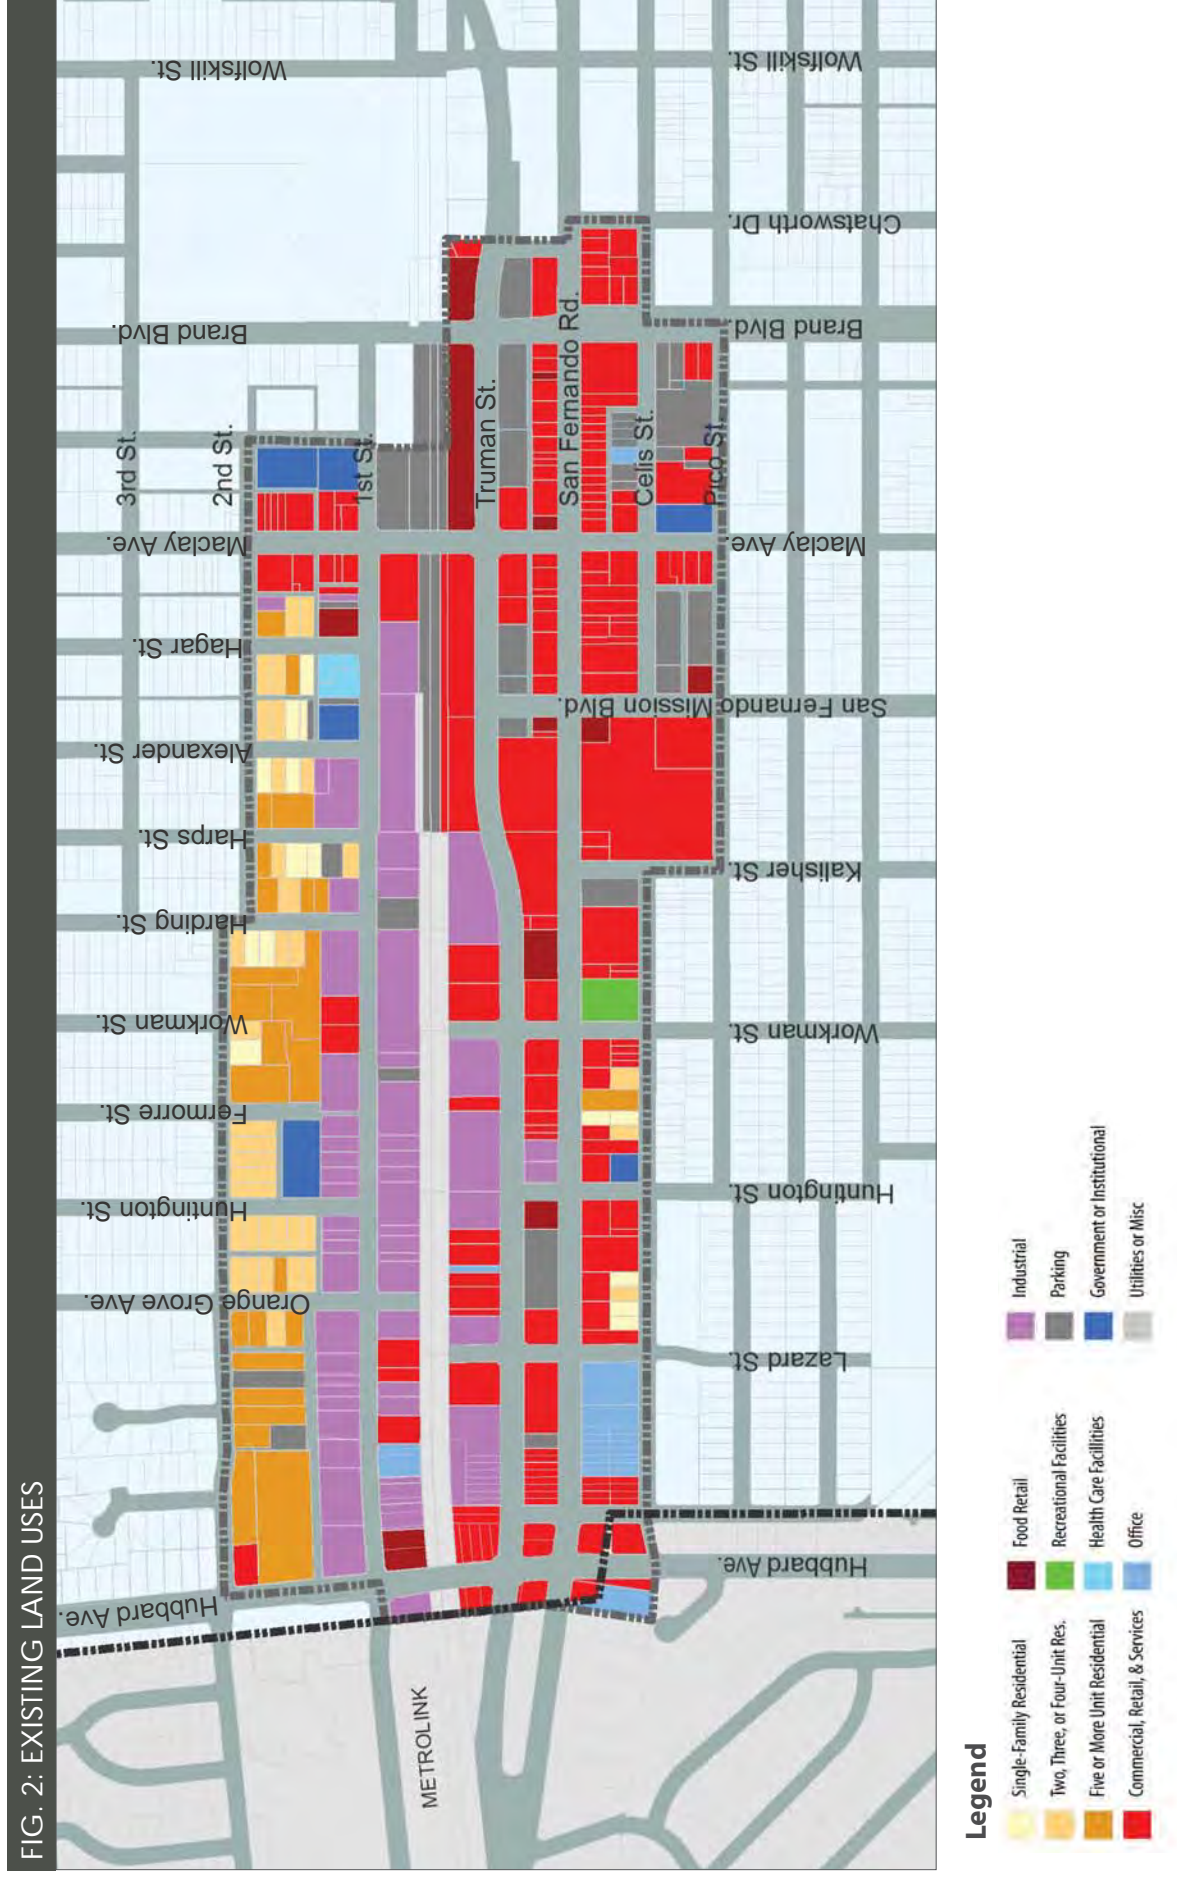 FIG. 2: EXISTING LAND USES
Hubbard Ave.
Orange Grove Ave.
Huntington St.
Fermorre St.
Workman St.
Harding St.
Harps St.
Alexander St.
Hagar St.
Maclay Ave.
Brand Blvd.
Wolfskill St.
3rd St.
2nd St.
1st St.
METROLINK
Truman St.
San Fernando Rd.
Celis St.
Pico St.
Hubbard Ave.
Lazard St.
Huntington St.
Workman St.
Kalisher St.
San Fernando Mission Blvd.
Maclay Ave.
Brand Blvd.
Chatsworth Dr.
Wolfskill St.
Legend
Single-Family Residential
Two, Three, or Four-Unit Res.
Five or More Unit Residential
Commercial, Retail, & Services
Food Retail
Recreational Facilities
Health Care Facillities
Office
Industrial
Parking
Government or Institutional
Utilities or Misc